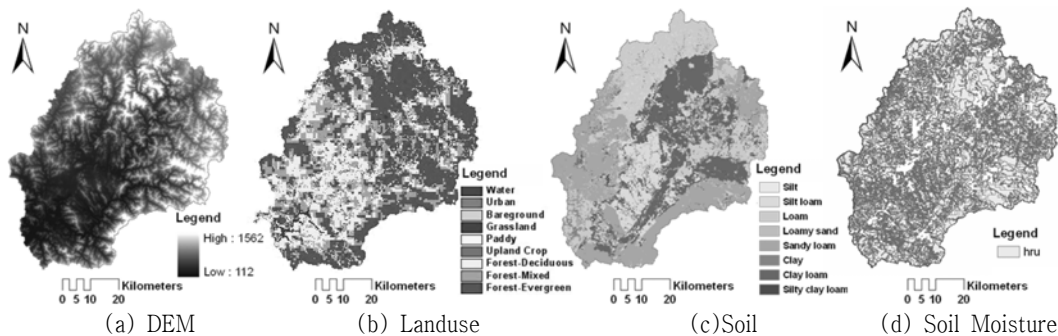 N
Legend
High : 1562
Low : 112
0 5 10 20 Kilometers
(a) DEM
N
Legend
Water
Urban
Bareground
Grassland
Paddy
Upland Crop
Forest-Deciduous
Forest-Mixed
Forest-Evergreen
0 5 10 20 Kilometers
(b) Landuse
N
Legend
Silt
Silt loam
Loam
Loamy sand
Sandy loam
Clay
Clay loam
Silty clay loam
0 5 10 20 Kilometers
(c)Soil
N
Legend
hru
0 5 10 20 Kilometers
(d) Soil Moisture